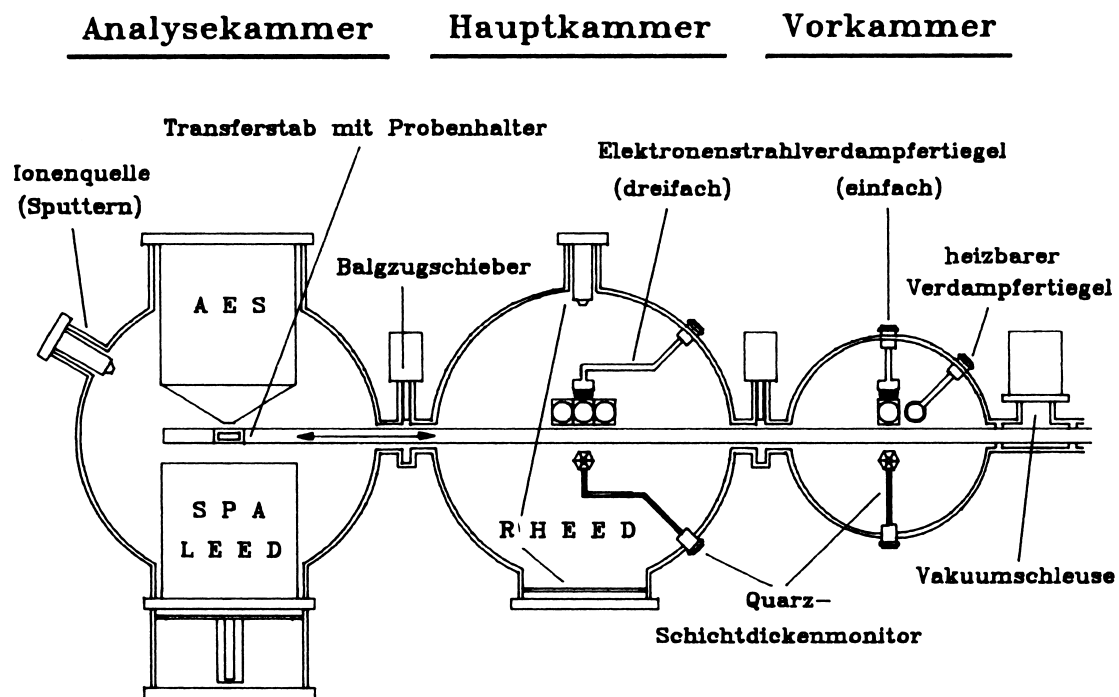 Analysekammer
Hauptkammer
Vorkammer
Transferstab mit Probenhalter
Elektronenstrahlverdampfertiegel
(dreifach)
(einfach)
Ionenquelle
(Sputtern)
Balgzugschieber
heizbarer
Verdampfertiegel
A E S
S P A
L E E D
R H E E D
Vakuumschleuse
Quarz-
Schichtdickenmonitor